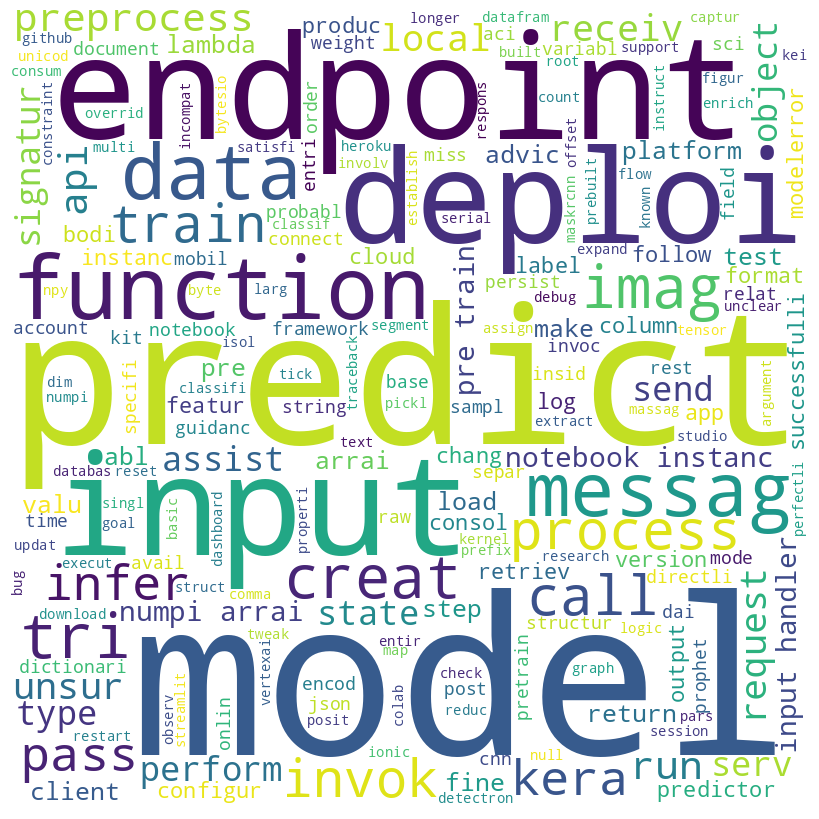 preprocess
github
unicod
consum
document
lambda
produc
weight
longer
local
aci
datafram
built
receiv
variabl
support
captur
sci
kei
endpoint
root
figur
enrich
count
instruct
object
signatur
constraint
overrid
multi
incompat
bytesio
satisfi
entri
order
heroku
involv
miss
advic
respons
offset
platform
prebuilt
flow
known
field
modelerror
api
data
deploi
establish
serial
maskrcnn
train
probabl
classif
connect
bodi
instanc
mobil
cloud
expand
follow
test
label
persist
format
function
npy
byte
larg
imag
relat
debug
unclear
account
kit
notebook
isol
framework
segment
pre train
assign
make
column
tensor
invoc
successfulli
predict
dim
numpi
specifi
classifi
pre
featur
guidanc
tick
string
traceback
base
pickl
sampl
insid
log
rest
send
massag
app
argument
studio
extract
text
abl
assist
arrai
chang
notebook instanc
databas
reset
separ
valu
singl
input
load
messag
perfectli
time
goal
basic
dashboard
properti
raw
consol
process
kernel
prefix
updat
bug
execut
avail
struct
comma
infer
creat
research
version
mode
retriev
directli
download
numpi arrai
state
step
call
dai
request
input handler
tri
tweak
entir
structur
logic
dictionari
model
vertexai
map
check
graph
output
prophet
unsur
encod
post
pretrain
type
streamlit
observ
onlin
json
posit
colab
reduc
return
pars
session
restart
pass
perform
ionic
cnn
null
run
serv
client
configur
invok
fine
detectron
kera
predictor